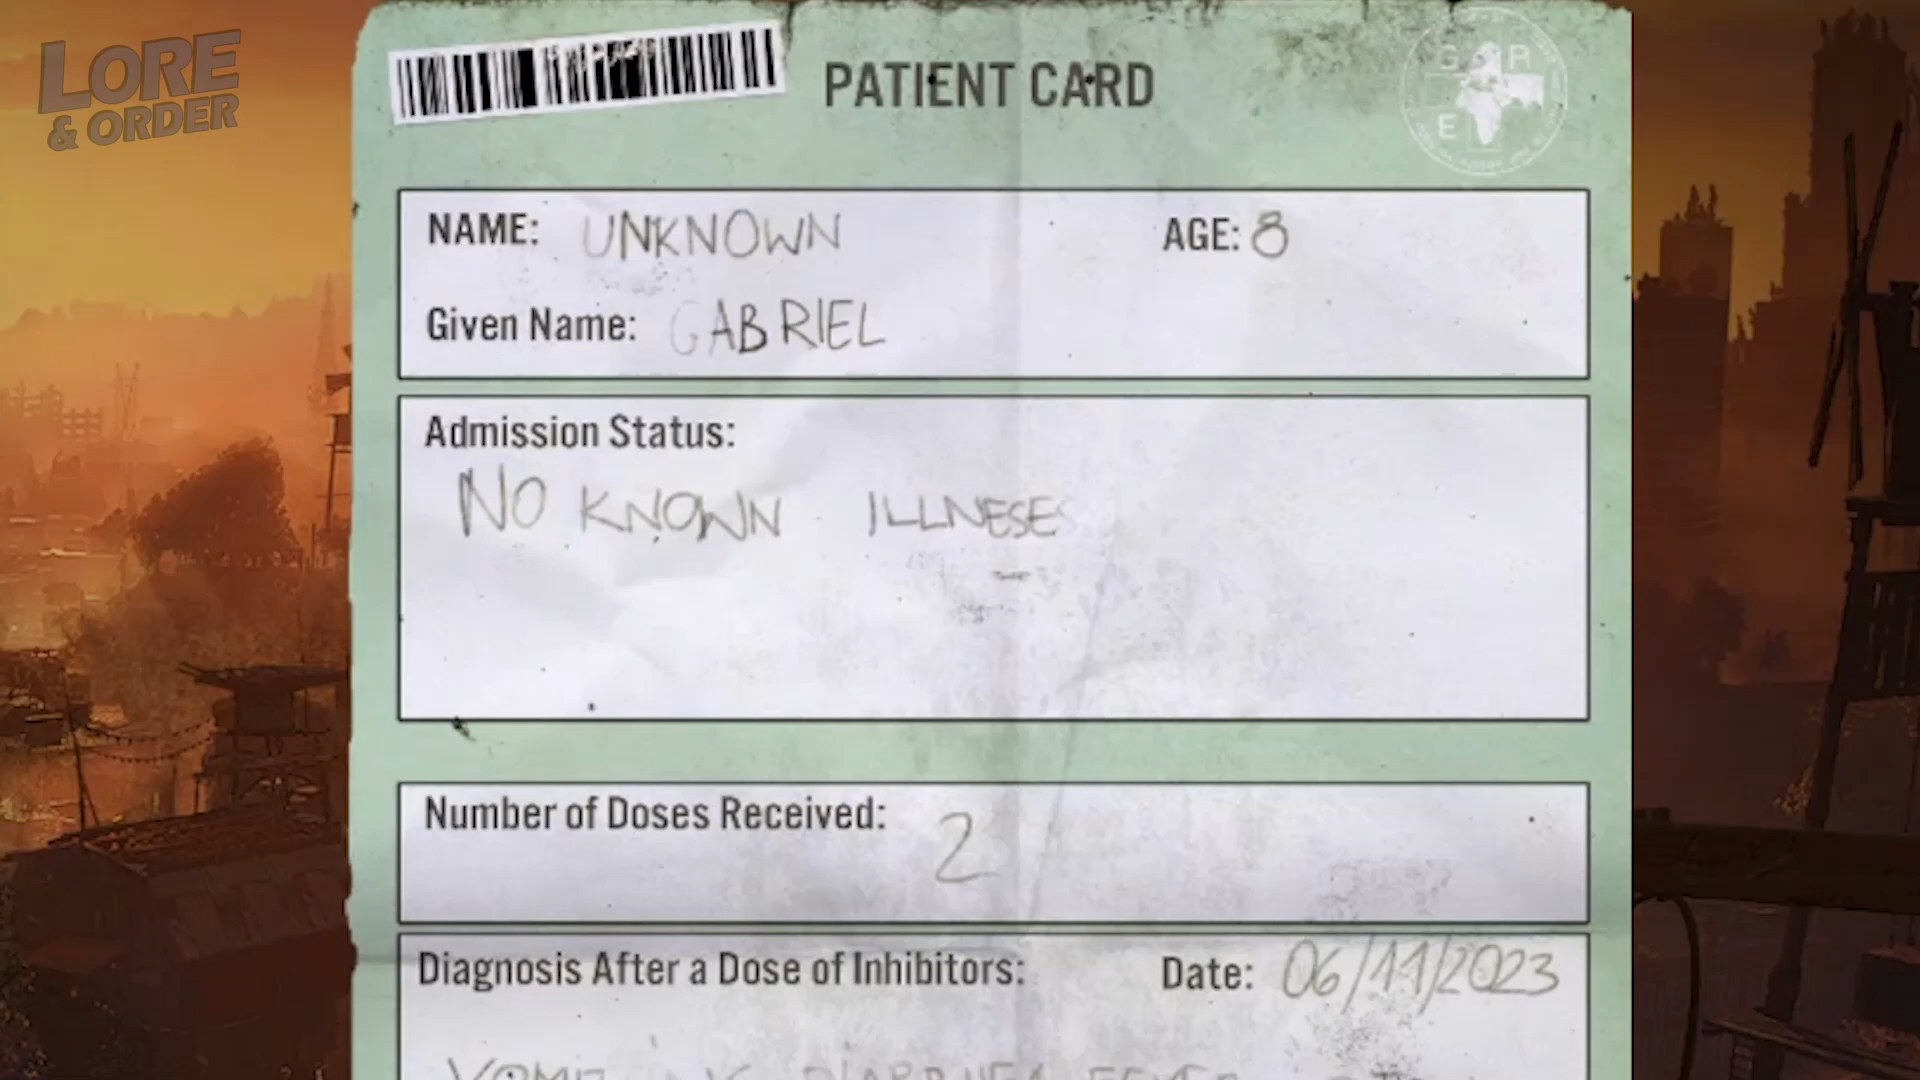 LORE
& ORDER
PATIENT CARD
G R
E
NAME: UNKNOWN AGE: 8
Given Name: GABRIEL
Admission Status:
NO KNOWN ILLNESES
Number of Doses Received: 2
Diagnosis After a Dose of Inhibitors: Date: 06/11/2023